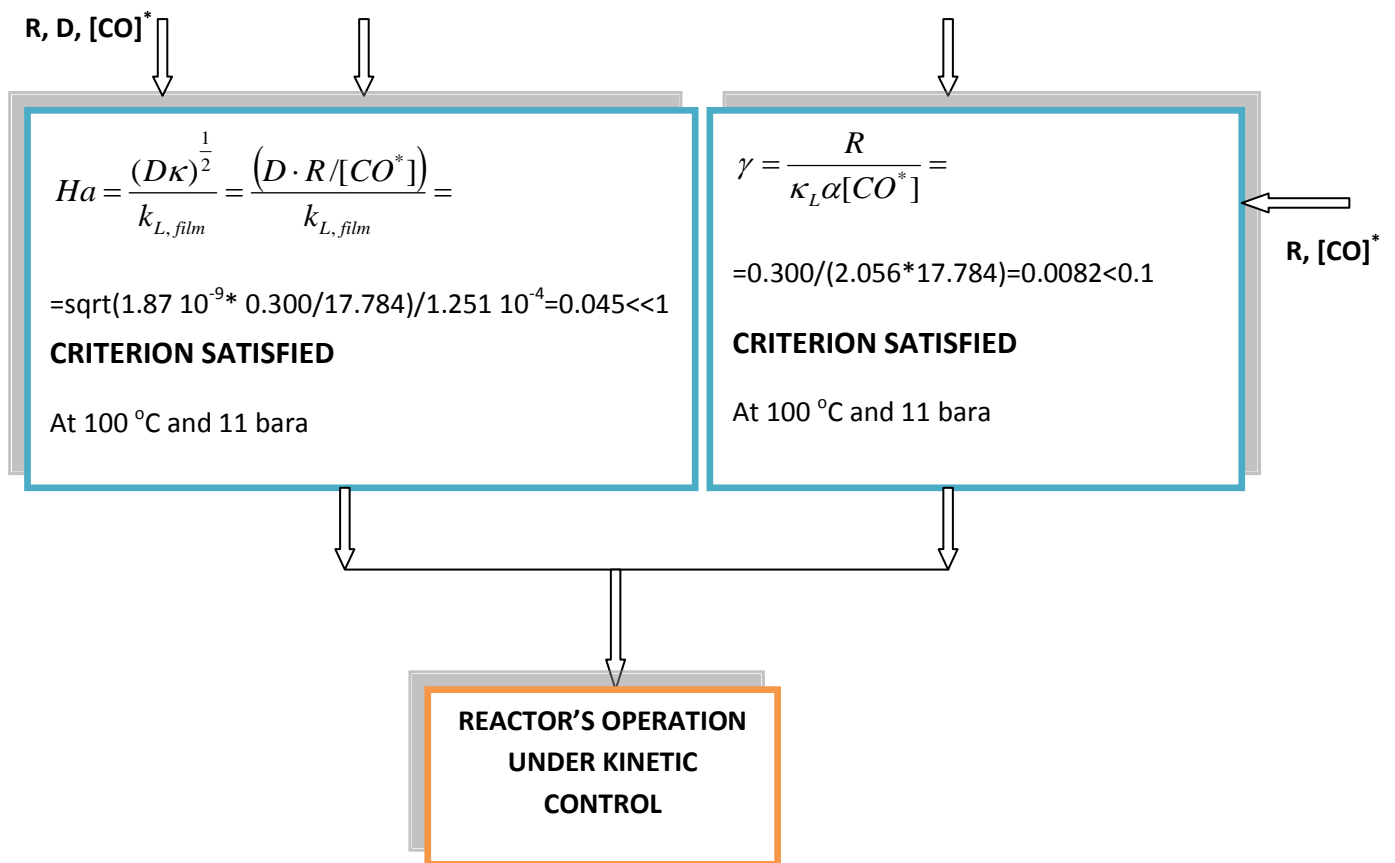 R, D, [CO]*
Ha = (Dκ)^(1/2) / k_L,film = (D · R /[CO*]) / k_L,film =
=sqrt(1.87 10^-9* 0.300/17.784)/1.251 10^-4=0.045<<1
CRITERION SATISFIED
At 100 °C and 11 bara
γ = R / κ_L α[CO*] =
=0.300/(2.056*17.784)=0.0082<0.1
CRITERION SATISFIED
At 100 °C and 11 bara
R, [CO]*
REACTOR’S OPERATION
UNDER KINETIC
CONTROL